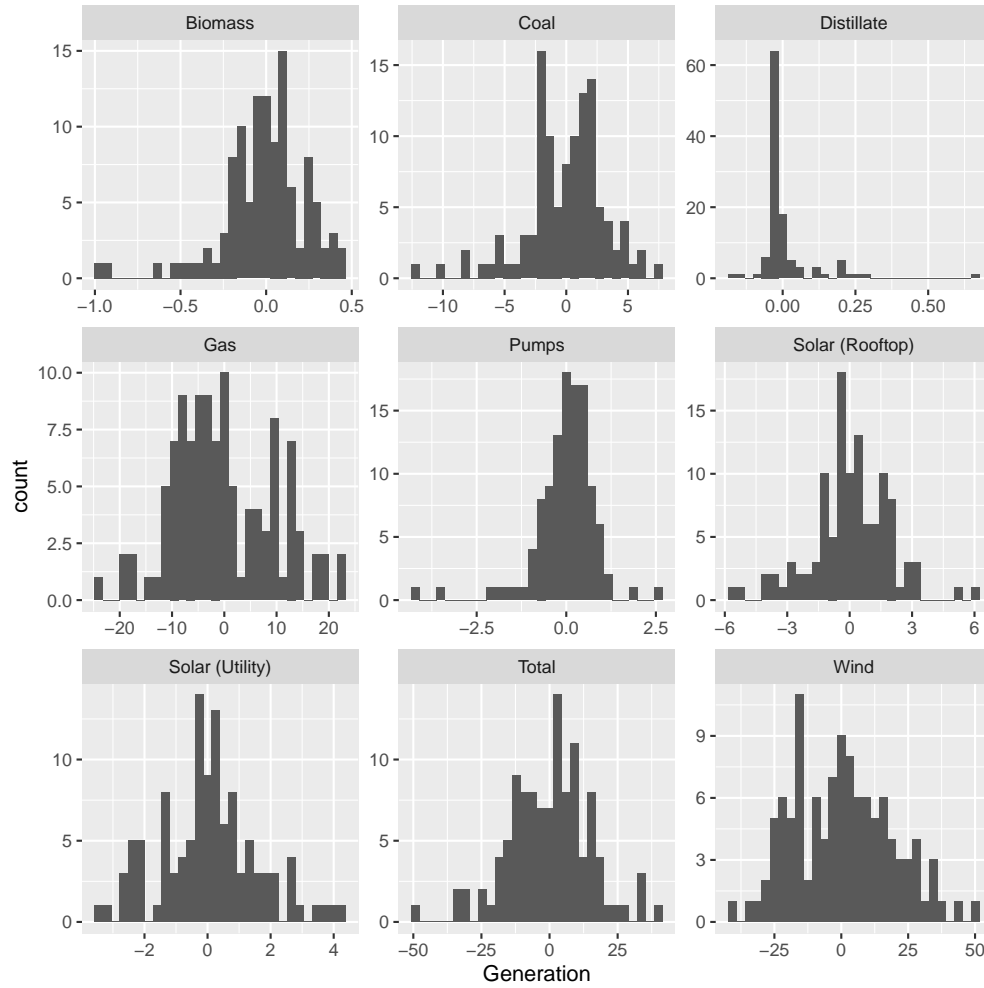 Biomass Coal Distillate
15
10
5
0
−1.0 −0.5 0.0 0.5
15
10
5
0
−10 −5 0 5
60
40
20
0
0.00 0.25 0.50
Gas Pumps Solar (Rooftop)
10.0
7.5
5.0
2.5
0.0
−20 −10 0 10 20
15
10
5
0
−2.5 0.0 2.5
15
10
5
0
−6 −3 0 3 6
Solar (Utility) Total Wind
10
5
0
−2 0 2 4
10
5
0
−50 −25 0 25
9
6
3
0
−25 0 25 50
count
Generation